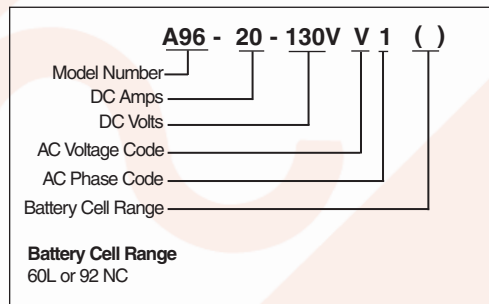 A96 - 20 - 130V V 1 ( )
Model Number
DC Amps
DC Volts
AC Voltage Code
AC Phase Code
Battery Cell Range
Battery Cell Range
60L or 92 NC